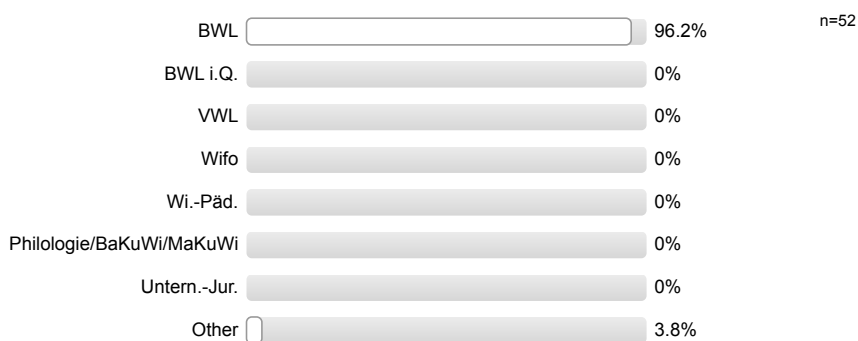 BWL 96.2% n=52
BWL i.Q. 0%
VWL 0%
Wifo 0%
Wi.-Päd. 0%
Philologie/BaKuWi/MaKuWi 0%
Untern.-Jur. 0%
Other 3.8%